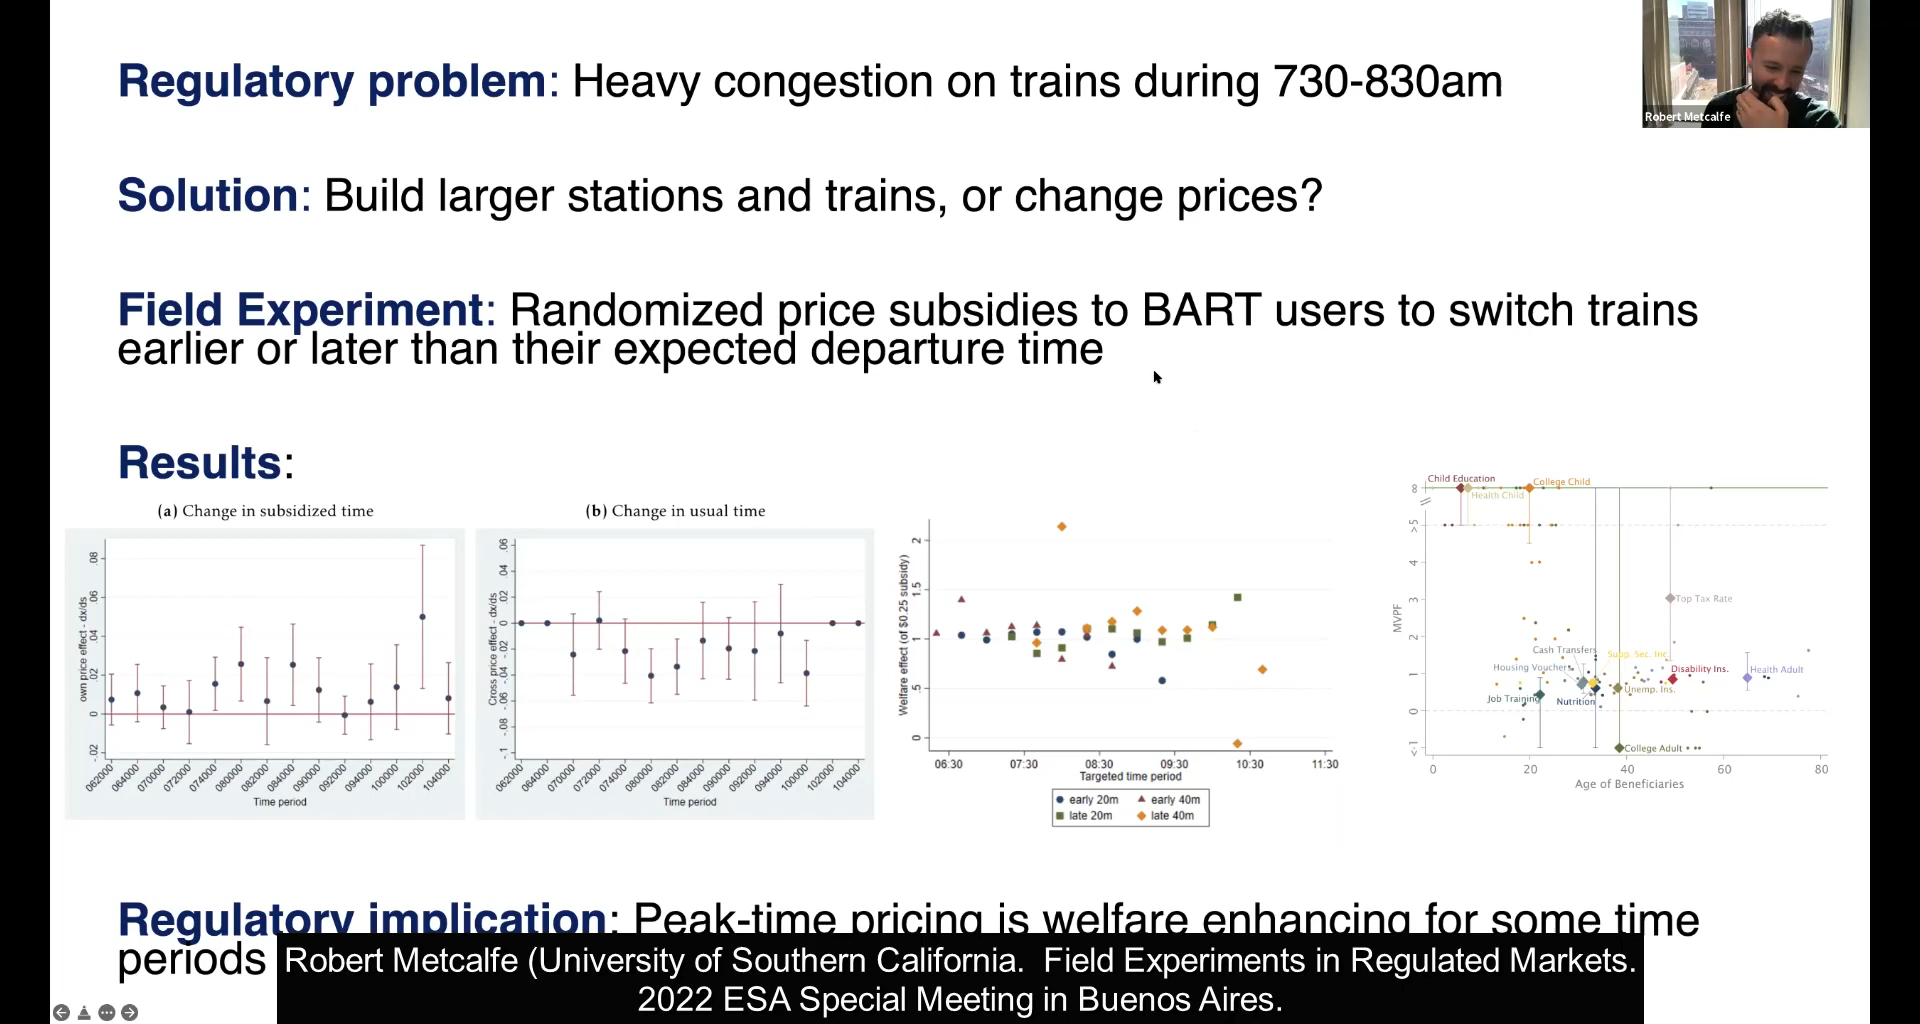 Robert Metcalfe
Regulatory problem: Heavy congestion on trains during 730-830am
Solution: Build larger stations and trains, or change prices?
Field Experiment: Randomized price subsidies to BART users to switch trains
earlier or later than their expected departure time
Results:
(a) Change in subsidized time
own price effect - dx/ds
.08
.06
.04
.02
0
-.02
062000
064000
070000
072000
074000
080000
082000
084000
090000
092000
094000
100000
102000
104000
Time period
(b) Change in usual time
Cross price effect - dx/ds
.06
.04
.02
0
-.02
-.04
-.06
-.08
-.1
062000
064000
070000
072000
074000
080000
082000
084000
090000
092000
094000
100000
102000
104000
Time period
Welfare effect (of $0.25 subsidy)
2
1.5
1
.5
0
06:30 07:30 08:30 09:30 10:30 11:30
Targeted time period
early 20m early 40m
late 20m late 40m
MVPF
∞
>5
4
3
2
1
0
<-1
Child Education
Health Child
College Child
Top Tax Rate
Cash Transfers
Supp. Sec. Inc.
Housing Vouchers
Disability Ins.
Health Adult
Job Training
Nutrition
Unemp. Ins.
College Adult
0 20 40 60 80
Age of Beneficiaries
Regulatory implication: Peak-time pricing is welfare enhancing for some time
periods
Robert Metcalfe (University of Southern California. Field Experiments in Regulated Markets.
2022 ESA Special Meeting in Buenos Aires.